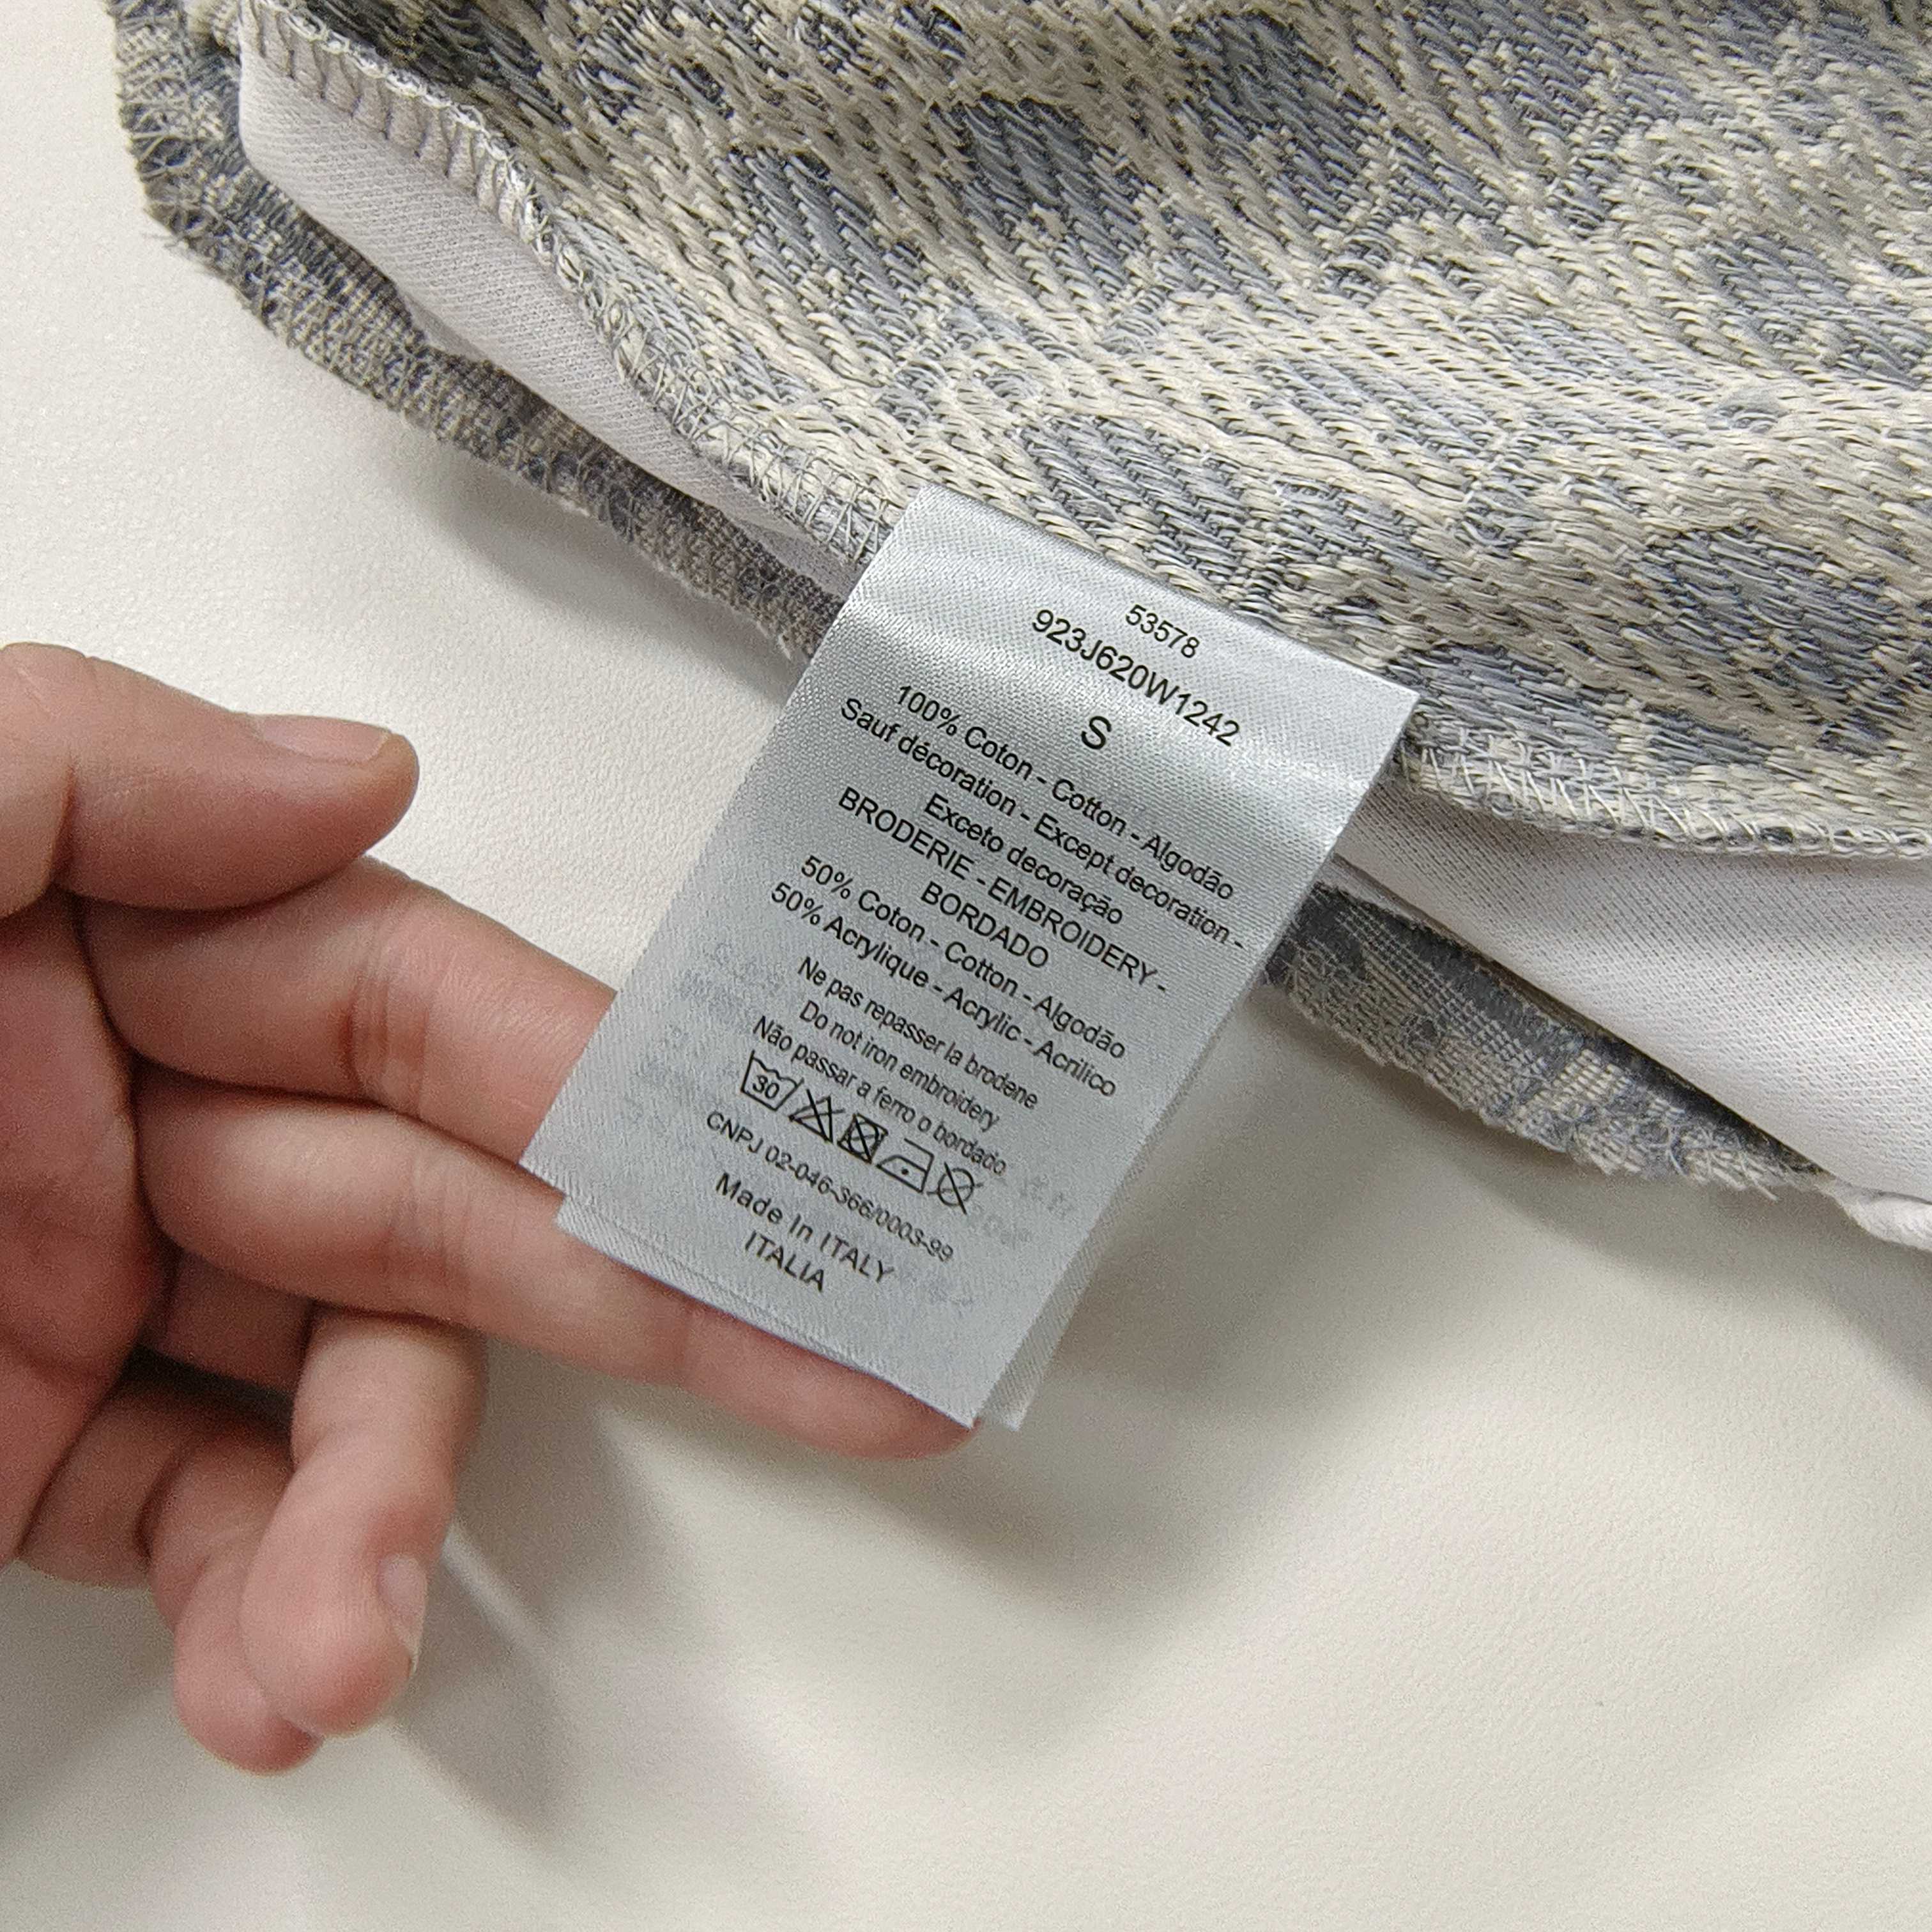 53578
923J620W1242
S
100% Coton - Cotton - Algodão
Sauf décoration - Except decoration -
Exceto decoração
BRODERIE - EMBROIDERY -
BORDADO
50% Coton - Cotton - Algodão
50% Acrylique - Acrylic - Acrilico
Ne pas repasser la brodene
Do not iron embroidery
Não passar a ferro o bordado
30
CNPJ 02-046-366/0003-99
Made In ITALY
ITALIA